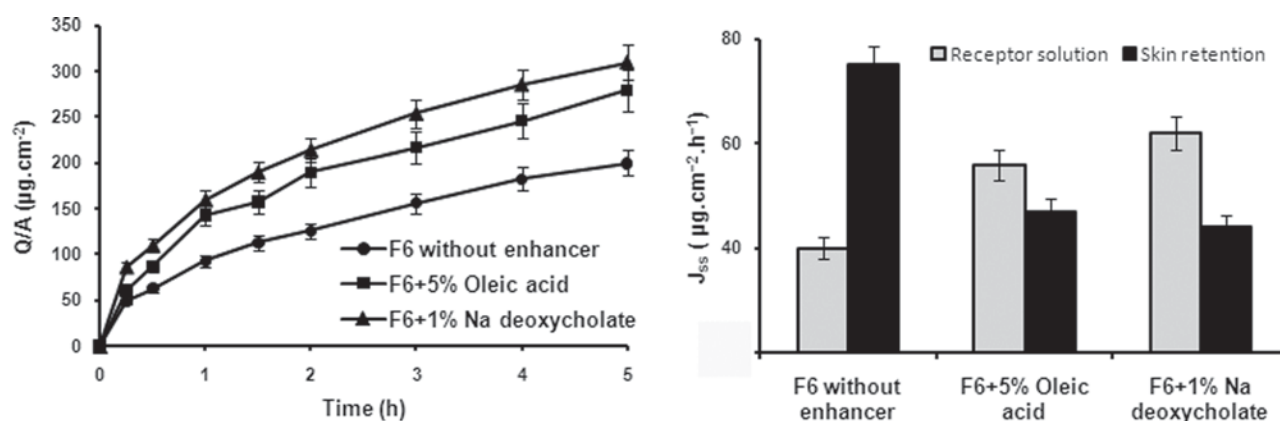 350
300
250
200
150
100
50
0
Q/A (µg.cm⁻²)
F6 without enhancer
F6+5% Oleic acid
F6+1% Na deoxycholate
0 1 2 3 4 5
Time (h)
80
60
40
Jss ( µg.cm⁻².h⁻¹)
Receptor solution Skin retention
F6 without enhancer
F6+5% Oleic acid
F6+1% Na deoxycholate